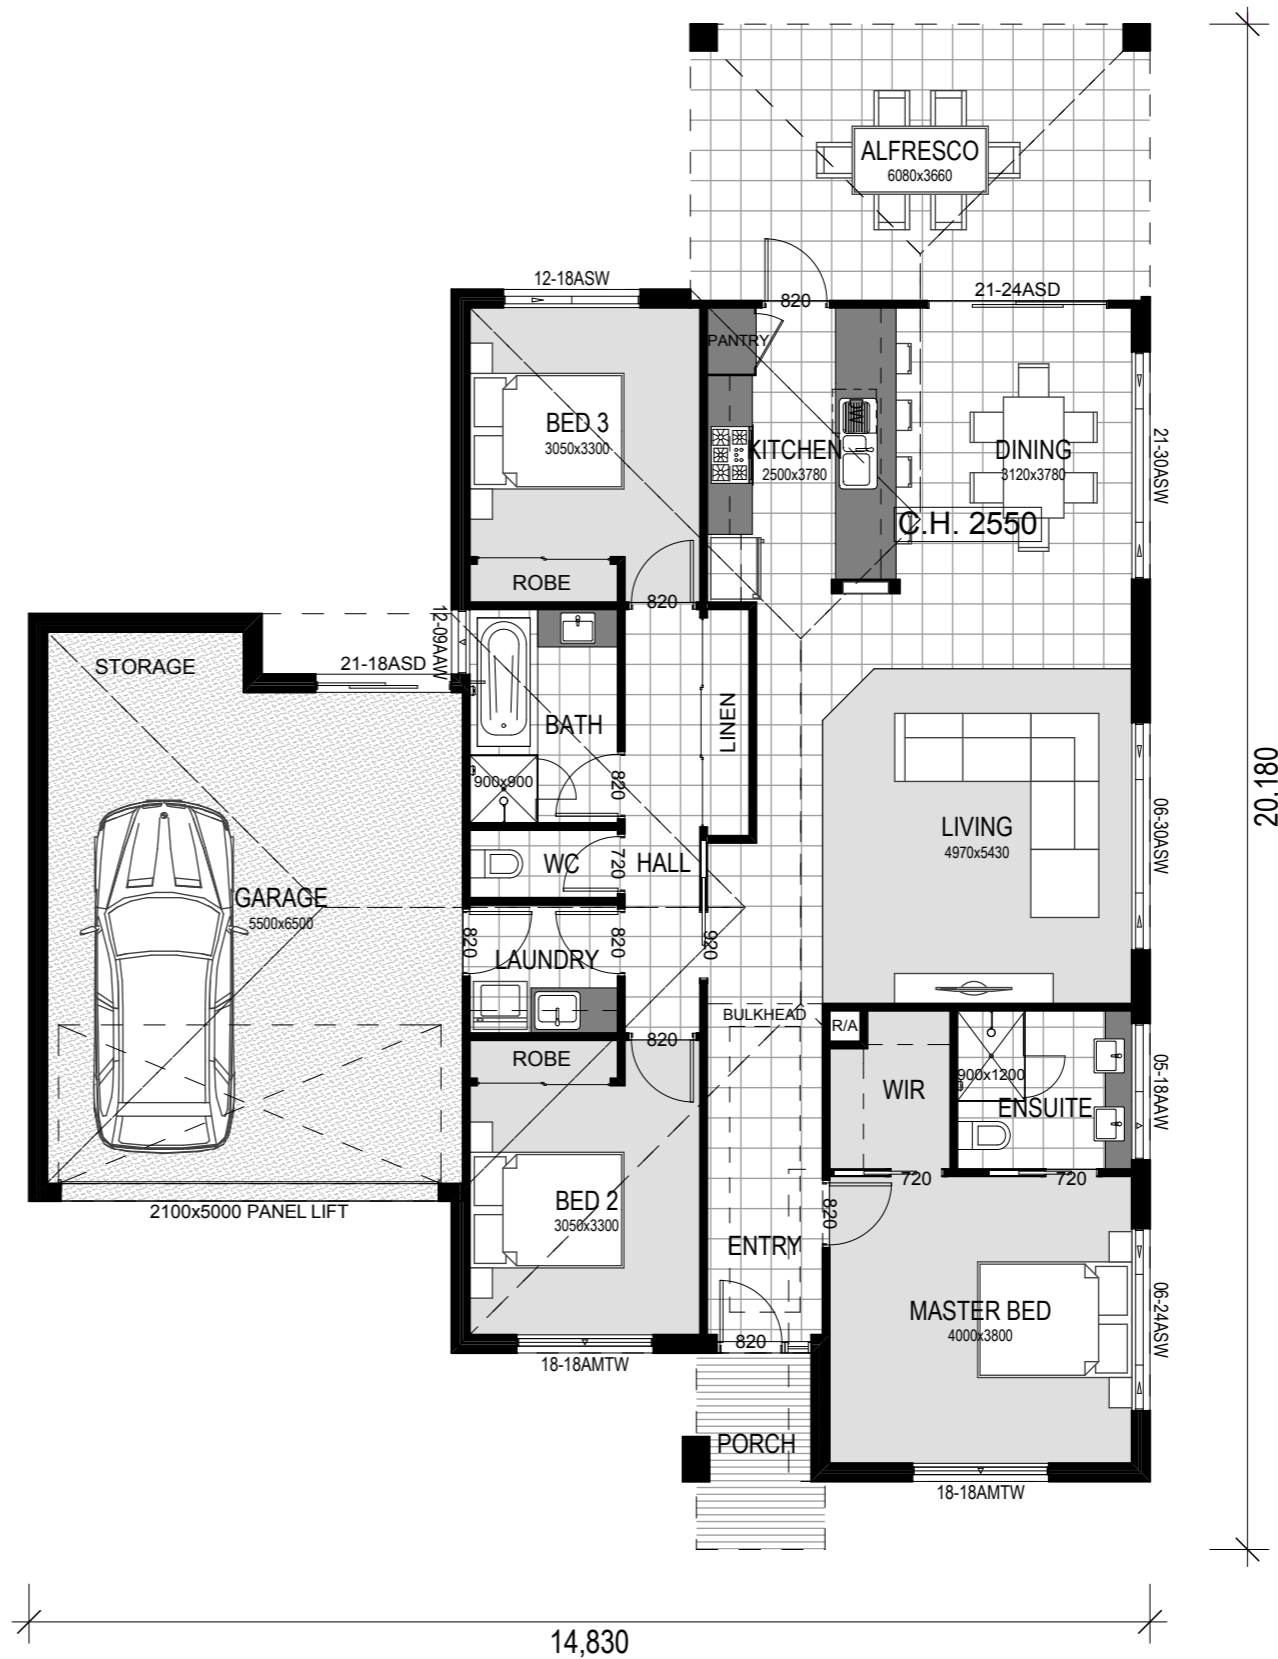 ALFRESCO
6080x3660
12-18ASW
820
21-24ASD
PANTRY
BED 3
3050x3300
KITCHEN
2500x3780
DINING
3120x3780
21-30ASW
C.H. 2550
ROBE
820
12-09AAW
STORAGE
21-18ASD
BATH
LINEN
900x900
820
20.180
LIVING
4970x5430
06-30ASW
WC
720
HALL
GARAGE
5500x6500
820
LAUNDRY
820
920
BULKHEAD
R/A
820
ROBE
WIR
900x1200
ENSUITE
05-18AAW
720
720
2100x5000 PANEL LIFT
BED 2
3050x3300
820
ENTRY
MASTER BED
4000x3800
06-24ASW
820
18-18AMTW
PORCH
18-18AMTW
14,830